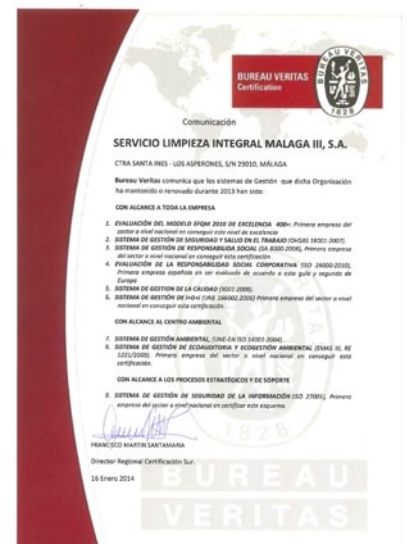 BUREAU VERITAS
Certification
BUREAU VERITAS
1828
Comunicación
SERVICIO LIMPIEZA INTEGRAL MALAGA III, S.A.
CTRA SANTA INES - LOS ASPERONES, S/N 29010, MÁLAGA
Bureau Veritas comunica que los sistemas de Gestión que dicha Organización
ha mantenido o renovado durante 2013 han sido:
CON ALCANCE A TODA LA EMPRESA
1. EVALUACIÓN DEL MODELO EFQM 2010 DE EXCELENCIA 400+: Primera empresa del
sector a nivel nacional en conseguir este nivel de excelencia
2. SISTEMA DE GESTIÓN DE SEGURIDAD Y SALUD EN EL TRABAJO (OHSAS 18001:2007).
3. SISTEMA DE GESTIÓN DE RESPONSABILIDAD SOCIAL (SA 8000:2008), Primera empresa
del sector a nivel nacional en conseguir esta certificación.
4. EVALUACIÓN DE LA RESPONSABILIDAD SOCIAL CORPORATIVA (ISO 26000:2010),
Primera empresa española en ser evaluada de acuerdo a esta guía y segunda de
Europa
5. SISTEMA DE GESTION DE LA CALIDAD (9001:2008).
6. SISTEMA DE GESTIÓN DE I+D+I (UNE 166002:2006) Primera empresa del sector a nivel
nacional en conseguir esta certificación.
CON ALCANCE AL CENTRO AMBIENTAL
7. SISTEMA DE GESTIÓN AMBIENTAL, (UNE-EN ISO 14001:2004).
8. SISTEMA DE GESTIÓN DE ECOAUDITORIA Y ECOGESTIÓN AMBIENTAL (EMAS III, RE
1221/2009). Primera empresa del sector a nivel nacional en conseguir esta
certificación.
CON ALCANCE A LOS PROCESOS ESTRATÉGICOS Y DE SOPORTE
9. SISTEMA DE GESTIÓN DE SEGURIDAD DE LA INFORMACIÓN (ISO 27001), Primera
empresa del sector a nivel nacional en certificar este esquema.
FRANCISCO MARTIN SANTAMARIA
Director Regional Certificación Sur
16 Enero 2014
1828
BUREAU
VERITAS